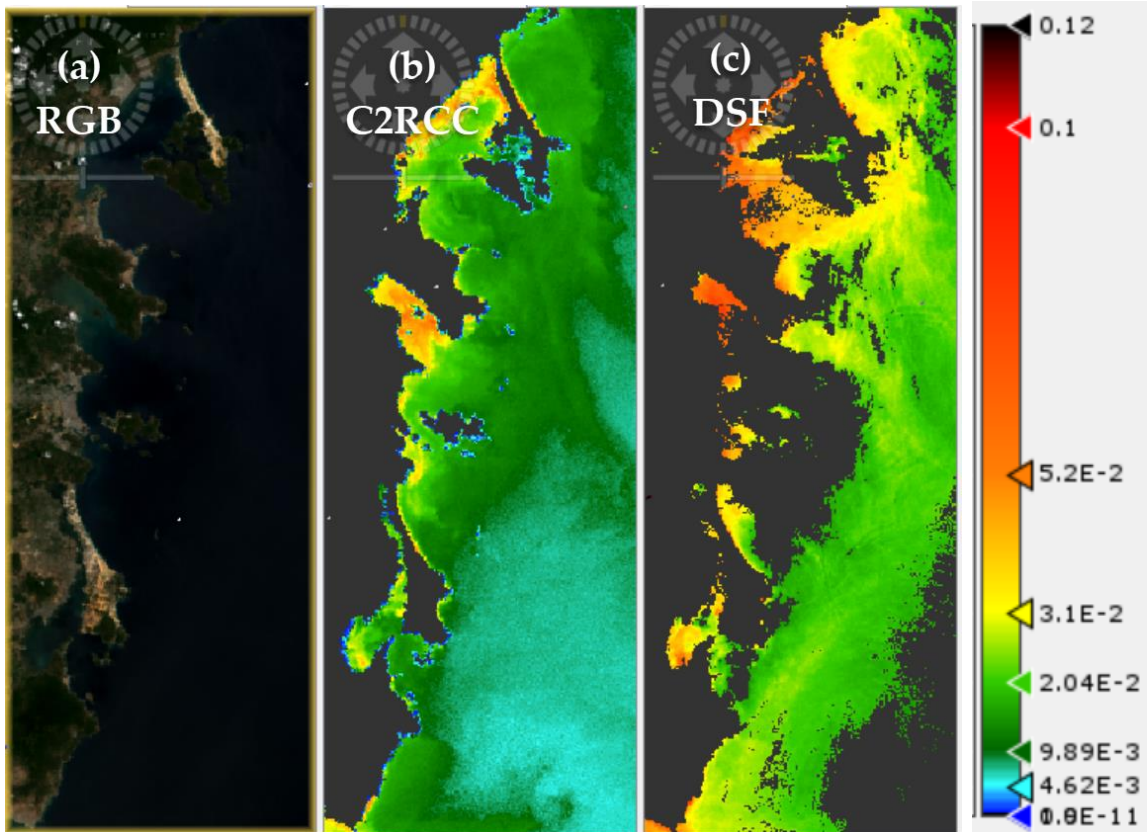 (a)
RGB
(b)
C2RCC
(c)
DSF
0.12
0.1
5.2E-2
3.1E-2
2.04E-2
9.89E-3
4.62E-3